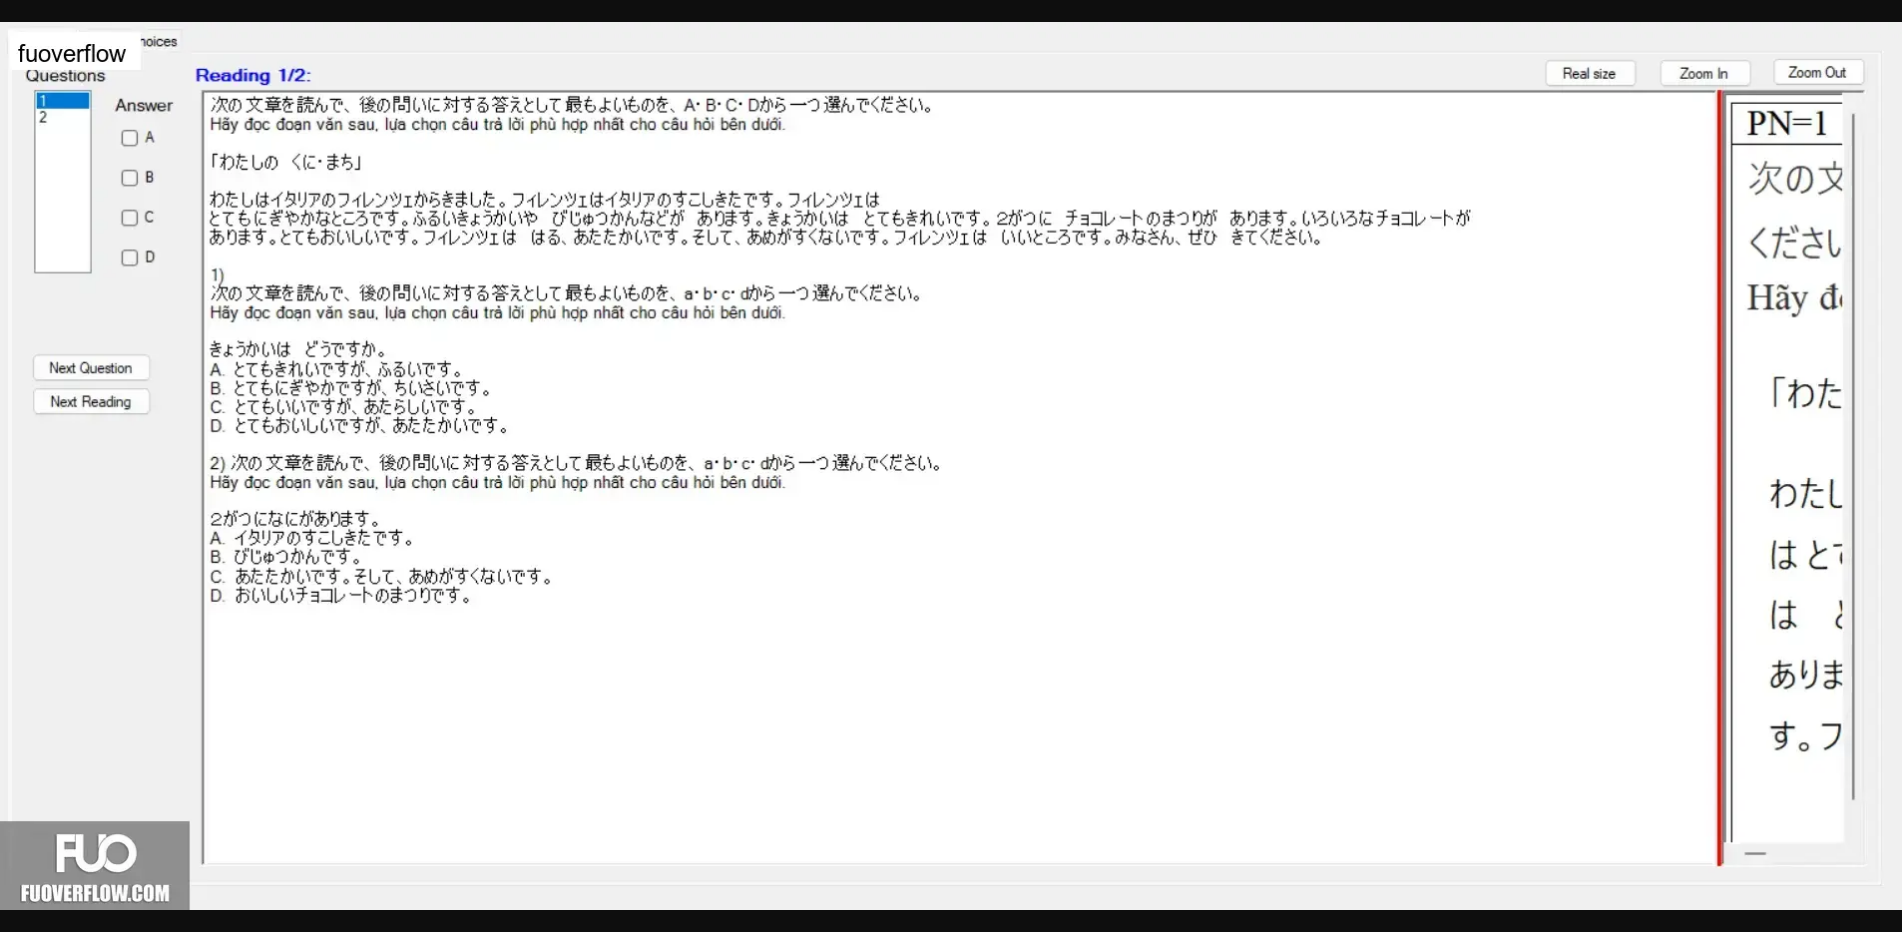 fuoverflow
hoices
Questions
Reading 1/2:
Real size
Zoom In
Zoom Out
1
2
Answer
A
B
C
D
Next Question
Next Reading
次の文章を読んで、後の問いに対する答えとして最もよいものを、A・B・C・Dから一つ選んでください。
Hãy đọc đoạn văn sau, lựa chọn câu trả lời phù hợp nhất cho câu hỏi bên dưới.
「わたしの くに・まち」
わたしはイタリアのフィレンツェからきました。フィレンツェはイタリアのすこしきたです。フィレンツェは
とてもにぎやかなところです。ふるいきょうかいや びじゅつかんなどが あります。きょうかいは とてもきれいです。2がつに チョコレートのまつりが あります。いろいろなチョコレートが
あります。とてもおいしいです。フィレンツェは はる、あたたかいです。そして、あめがすくないです。フィレンツェは いいところです。みなさん、ぜひ きてください。
1)
次の文章を読んで、後の問いに対する答えとして最もよいものを、a・b・c・dから一つ選んでください。
Hãy đọc đoạn văn sau, lựa chọn câu trả lời phù hợp nhất cho câu hỏi bên dưới.
きょうかいは どうですか。
A. とてもきれいですが、ふるいです。
B. とてもにぎやかですが、ちいさいです。
C. とてもいいですが、あたらしいです。
D. とてもおいしいですが、あたたかいです。
2) 次の文章を読んで、後の問いに対する答えとして最もよいものを、a・b・c・dから一つ選んでください。
Hãy đọc đoạn văn sau, lựa chọn câu trả lời phù hợp nhất cho câu hỏi bên dưới.
２がつになにがあります。
A. イタリアのすこしきたです。
B. びじゅつかんです。
C. あたたかいです。そして、あめがすくないです。
D. おいしいチョコレートのまつりです。
PN=1
次の文
くださ
Hãy
「わた
わたし
はと
は
ありま
す。フ
FUO
FUOVERFLOW.COM